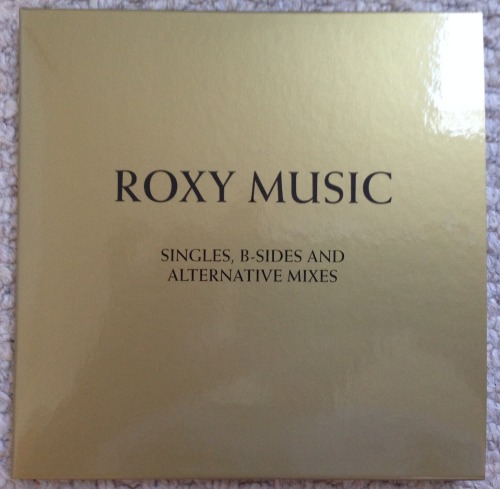 ROXY MUSIC
SINGLES, B-SIDES AND
ALTERNATIVE MIXES